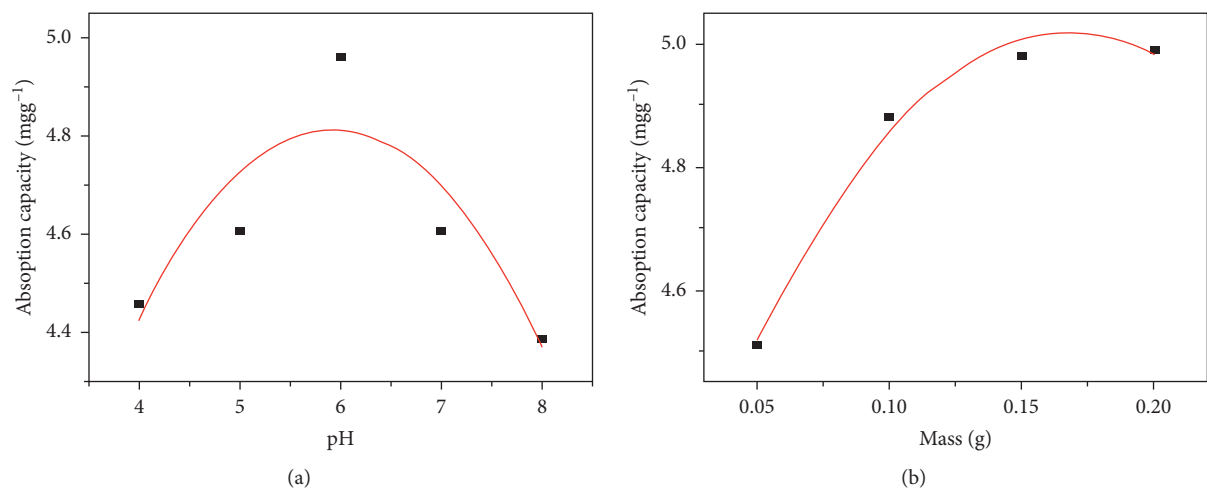 5.0
4.8
4.6
4.4
Absoption capacity (mgg⁻¹)
4
5
6
7
8
pH
(a)
5.0
4.8
4.6
Absoption capacity (mgg⁻¹)
0.05
0.10
0.15
0.20
Mass (g)
(b)